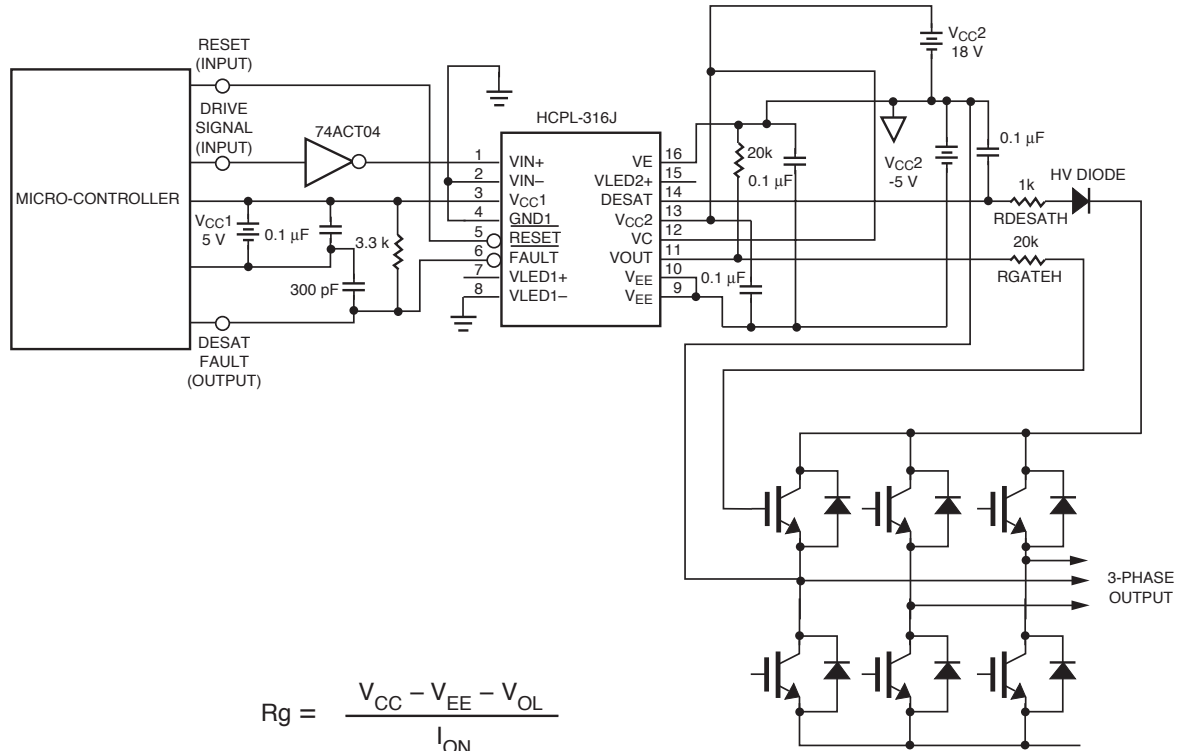 RESET
(INPUT)
DRIVE
SIGNAL
(INPUT)
74ACT04
MICRO-CONTROLLER
VCC1
5 V
0.1 µF
3.3 k
300 pF
DESAT
FAULT
(OUTPUT)
HCPL-316J
1 VIN+
2 VIN–
3 VCC1
4 GND1
5 RESET
6 FAULT
7 VLED1+
8 VLED1–
VE 16
VLED2+ 15
DESAT 14
VCC2 13
VC 12
VOUT 11
VEE 10
VEE 9
20k
0.1 µF
0.1 µF
VCC2
18 V
VCC2
-5 V
0.1 µF
1k
RDESATH
HV DIODE
20k
RGATEH
3-PHASE
OUTPUT
Rg = VCC – VEE – VOL
ION